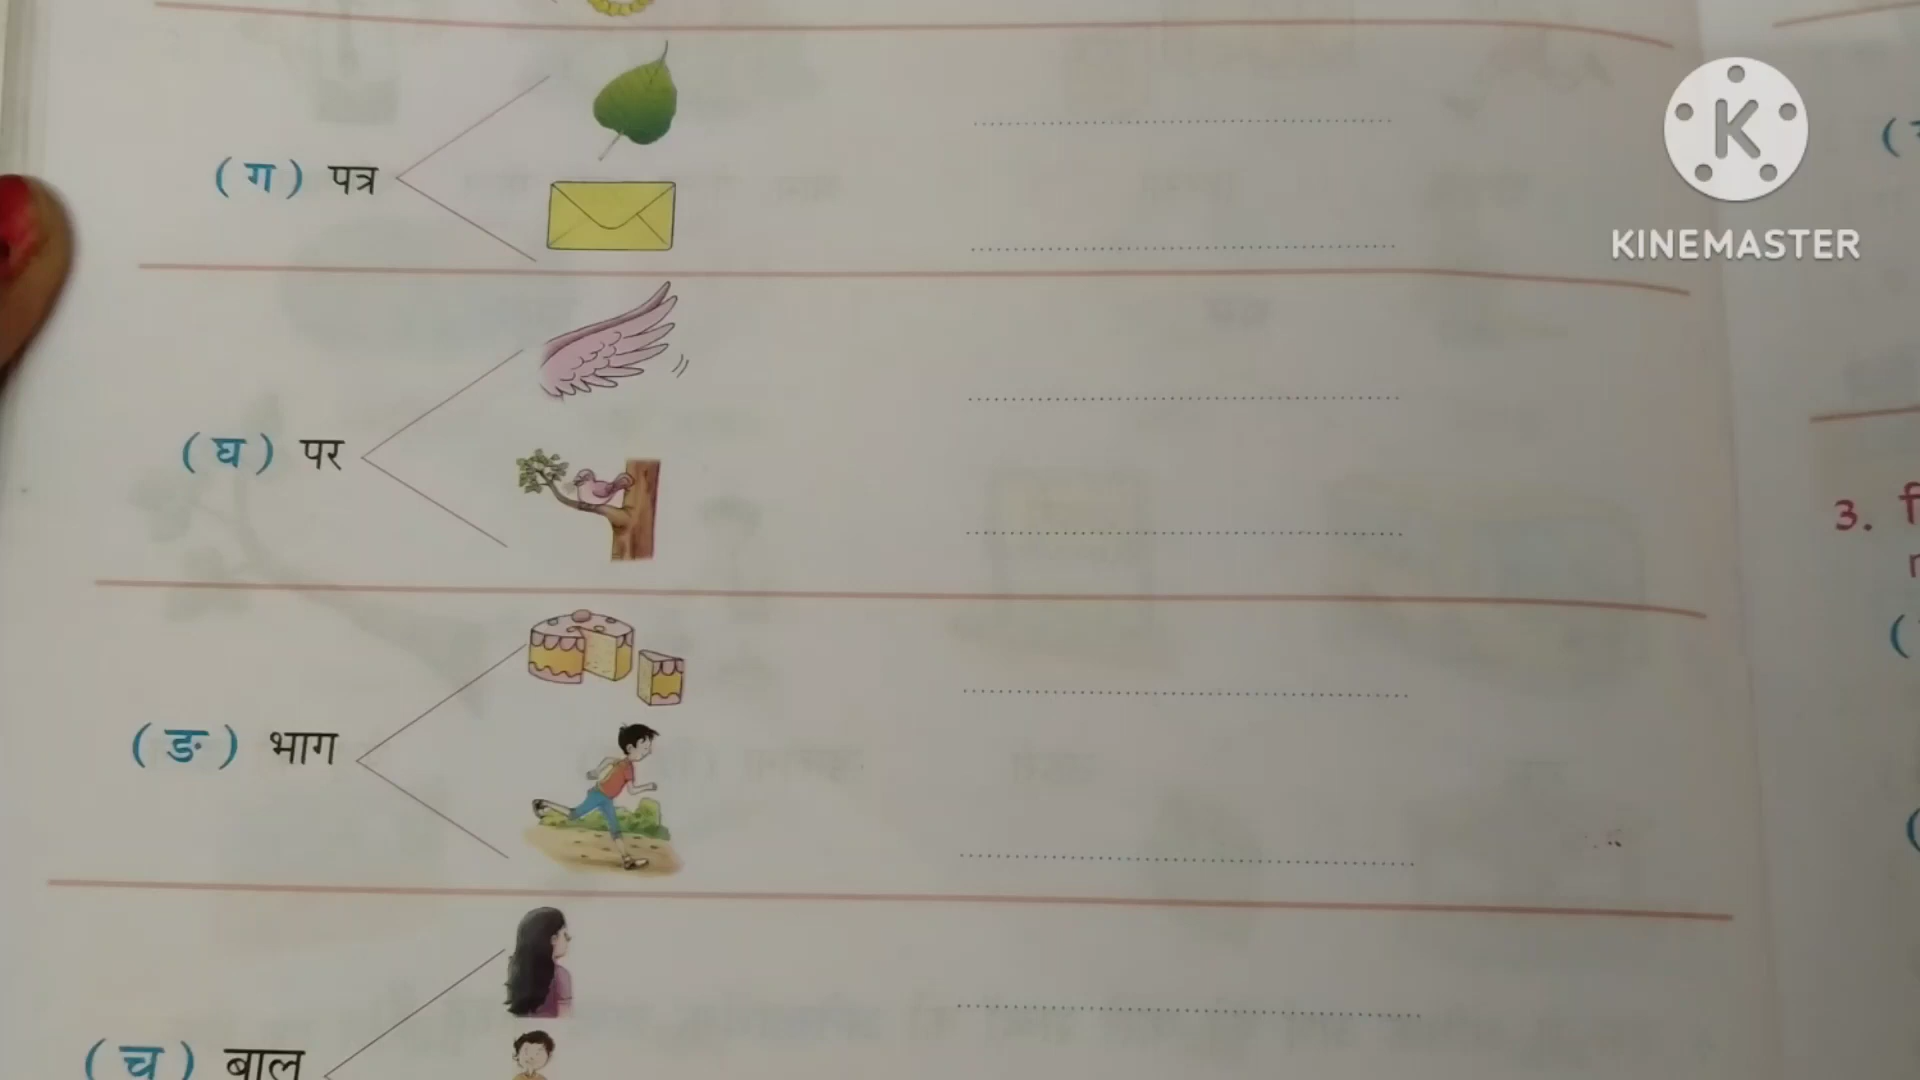 (ग) पत्र
KINEMASTER
(घ) पर
3.
(ङ) भाग
(च) बाल